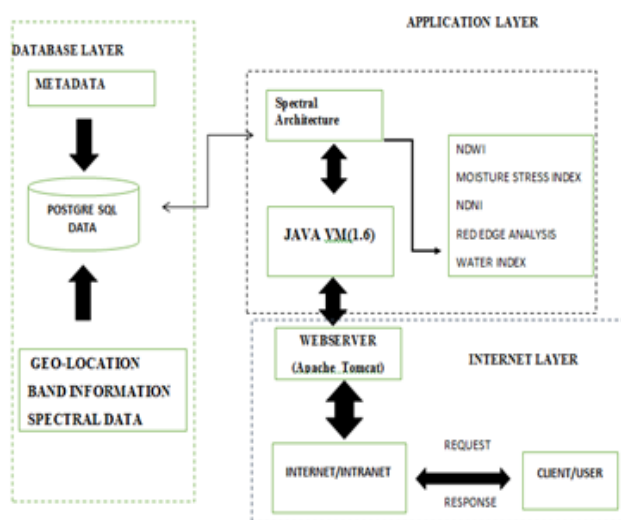 APPLICATION LAYER
DATABASE LAYER
METADATA
POSTGRE SQL
DATA
GEO-LOCATION
BAND INFORMATION
SPECTRAL DATA
Spectral
Architecture
JAVA VM(1.6)
NDWI
MOISTURE STRESS INDEX
NDNI
RED EDGE ANALYSIS
WATER INDEX
WEBSERVER
(Apache Tomcat)
INTERNET LAYER
INTERNET/INTRANET
REQUEST
RESPONSE
CLIENT/USER